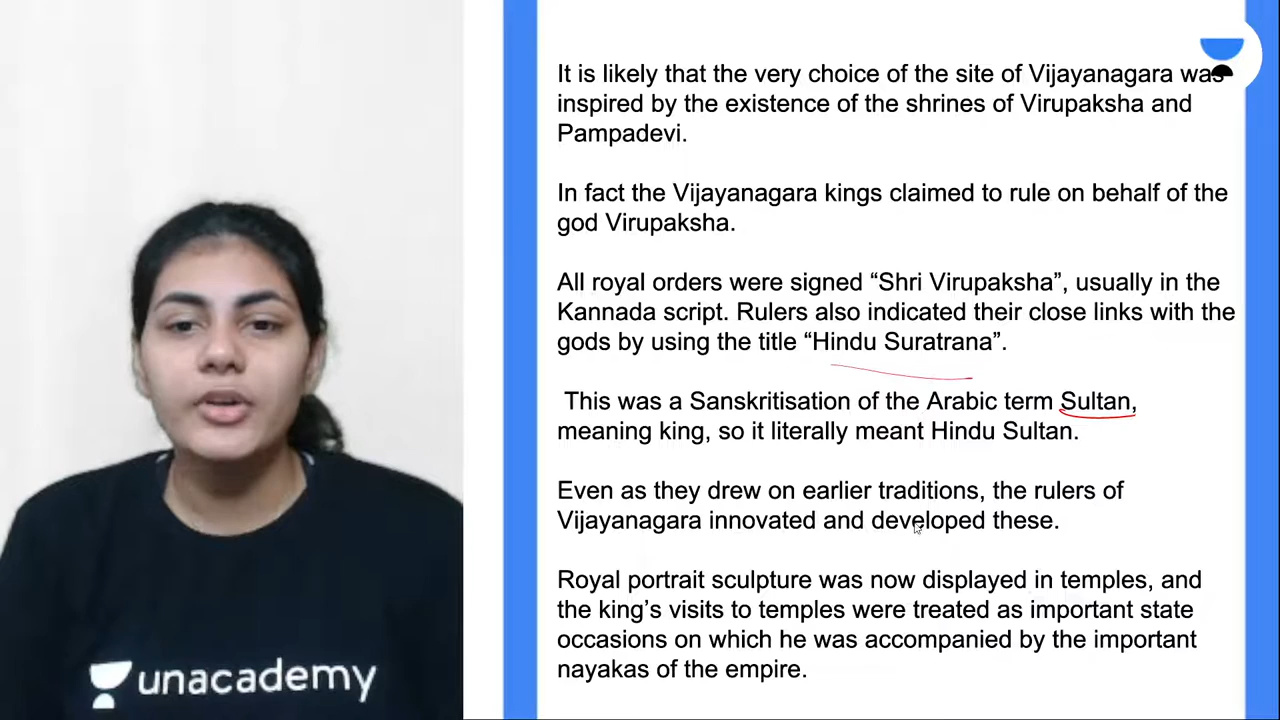 It is likely that the very choice of the site of Vijayanagara was
inspired by the existence of the shrines of Virupaksha and
Pampadevi.
In fact the Vijayanagara kings claimed to rule on behalf of the
god Virupaksha.
All royal orders were signed “Shri Virupaksha”, usually in the
Kannada script. Rulers also indicated their close links with the
gods by using the title “Hindu Suratrana”.
This was a Sanskritisation of the Arabic term Sultan,
meaning king, so it literally meant Hindu Sultan.
Even as they drew on earlier traditions, the rulers of
Vijayanagara innovated and developed these.
Royal portrait sculpture was now displayed in temples, and
the king’s visits to temples were treated as important state
occasions on which he was accompanied by the important
nayakas of the empire.
unacademy